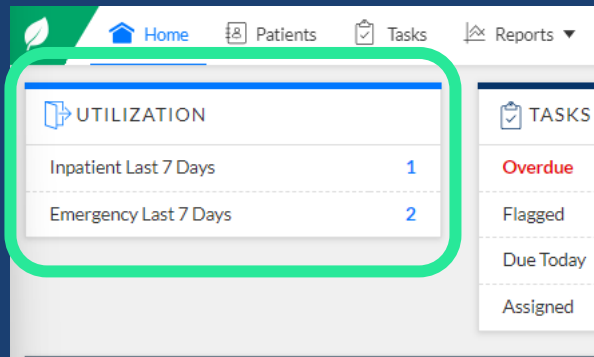 Home
Patients
Tasks
Reports
UTILIZATION
Inpatient Last 7 Days 1
Emergency Last 7 Days 2
TASKS
Overdue
Flagged
Due Today
Assigned